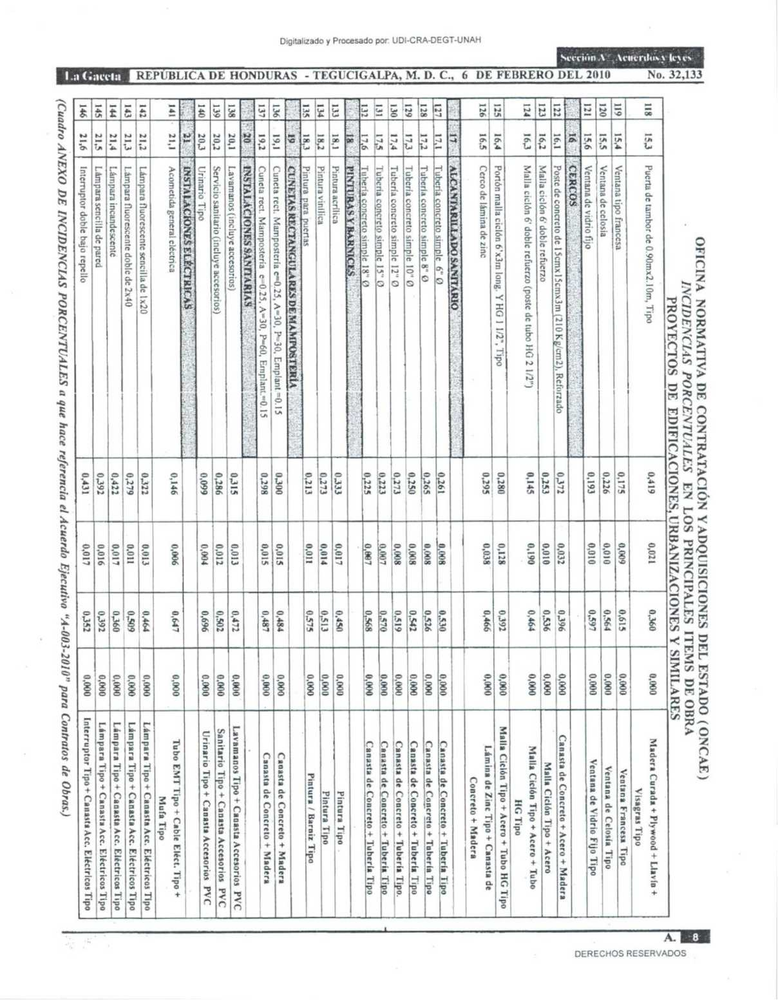 Digitalizado y Procesado por: UDI-CRA-DEGT-UNAH
Sección A Acuerdos y leyes
La Gaceta REPÚBLICA DE HONDURAS - TEGUCIGALPA, M. D. C., 6 DE FEBRERO DEL 2010 No. 32,133
OFICINA NORMATIVA DE CONTRATACIÓN Y ADQUISICIONES DEL ESTADO (ONCAE)
INCIDENCIAS PORCENTUALES EN LOS PRINCIPALES ITEMS DE OBRA
PROYECTOS DE EDIFICACIONES, URBANIZACIONES Y SIMILARES
118 15,3 Puerta de tambor de 0.90mx2.10m, Tipo 0,419 0,021 0,360 0,000 Madera Curada + Plywood + Llavín +
Visagras Tipo
119 15,4 Ventana tipo francesa 0,175 0,009 0,615 0,000 Ventana Francesa Tipo
120 15,5 Ventana de celosia 0,226 0,010 0,564 0,000 Ventana de Celosía Tipo
121 15,6 Ventana de vidrio fijo 0,193 0,010 0,597 0,000 Ventana de Vidrio Fijo Tipo
16 CERCOS
122 16,1 Poste de concreto de 15cmx15cmx3m (210 Kg/cm2), Reforzado 0,372 0,032 0,396 0,000 Canasta de Concreto + Acero + Madera
123 16,2 Malla ciclón 6' doble refuerzo 0,253 0,010 0,536 0,000 Malla Ciclón Tipo + Acero
124 16,3 Malla ciclón 6' doble refuerzo (poste de tubo HG 2 1/2") 0,145 0,190 0,464 0,000 Malla Ciclón Tipo + Acero + Tubo
HG Tipo
125 16,4 Portón malla ciclón 6'x3m long. Y HG 1 1/2", Tipo 0,280 0,128 0,392 0,000 Malla Ciclón Tipo + Acero + Tubo HG Tipo
126 16.5 Cerco de lámina de zinc 0,295 0,038 0,466 0,000 Lámina de Zinc Tipo + Canasta de
Concreto + Madera
17 ALCANTARILLADO SANITARIO
127 17,1 Tubería concreto simple 6" Ø 0,261 0,008 0,530 0,000 Canasta de Concreto + Tubería Tipo
128 17,2 Tubería concreto simple 8" Ø 0,265 0,008 0,526 0,000 Canasta de Concreto + Tubería Tipo
129 17,3 Tubería concreto simple 10" Ø 0,250 0,008 0,542 0,000 Canasta de Concreto + Tubería Tipo
130 17,4 Tubería concreto simple 12" Ø 0,273 0,008 0,519 0,000 Canasta de Concreto + Tubería Tipo.
131 17,5 Tubería concreto simple 15" Ø 0,223 0,007 0,570 0,000 Canasta de Concreto + Tubería Tipo
132 17,6 Tubería concreto simple 18" Ø 0,225 0,007 0,568 0,000 Canasta de Concreto + Tubería Tipo
18 PINTURAS Y BARNICES
133 18,1 Pintura acrílica 0,333 0,017 0,450 0,000 Pintura Tipo
134 18,2 Pintura vinílica 0,273 0,014 0,513 0,000 Pintura Tipo
135 18,3 Pintura para puertas 0,213 0,011 0,575 0,000 Pintura / Barniz Tipo
19 CUNETAS RECTANGULARES DE MAMPOSTERÍA
136 19,1 Cuneta rect. Mampostería e=0.25, A=30, P=30, Emplant.=0.15 0,300 0,015 0,484 0,000 Canasta de Concreto + Madera
137 19,2 Cuneta rect. Mampostería e=0.25, A=30, P=60, Emplant.=0.15 0,298 0,015 0,487 0,000 Canasta de Concreto + Madera
20 INSTALACIONES SANITARIAS
138 20,1 Lavamanos (incluye accesorios) 0,315 0,013 0,472 0,000 Lavamanos Tipo + Canasta Accesorios PVC
139 20,2 Servicio sanitario (incluye accesorios) 0,286 0,012 0,502 0,000 Sanitario Tipo + Canasta Accesorios PVC
140 20,3 Urinario Tipo 0,099 0,004 0,696 0,000 Urinario Tipo + Canasta Accesorios PVC
21 INSTALACIONES ELÉCTRICAS
141 21,1 Acometida general eléctrica 0,146 0,006 0,647 0,000 Tubo EMT Tipo + Cable Eléct. Tipo +
Mufa Tipo
142 21,2 Lámpara fluorescente sencilla de 1x20 0,322 0,013 0,464 0,000 Lámpara Tipo + Canasta Acc. Eléctricos Tipo
143 21,3 Lámpara fluorescente doble de 2x40 0,279 0,011 0,509 0,000 Lámpara Tipo + Canasta Acc. Eléctricos Tipo
144 21,4 Lámpara incandescente 0,422 0,017 0,360 0,000 Lámpara Tipo + Canasta Acc. Eléctricos Tipo
145 21,5 Lámpara sencilla de pared 0,392 0,016 0,392 0,000 Lámpara Tipo + Canasta Acc. Eléctricos Tipo
146 21,6 Interruptor doble bajo repello 0,431 0,017 0,352 0,000 Interruptor Tipo + Canasta Acc. Eléctricos Tipo
(Cuadro ANEXO DE INCIDENCIAS PORCENTUALES a que hace referencia el Acuerdo Ejecutivo "A-003-2010" para Contratos de Obras.)
A. 8
DERECHOS RESERVADOS